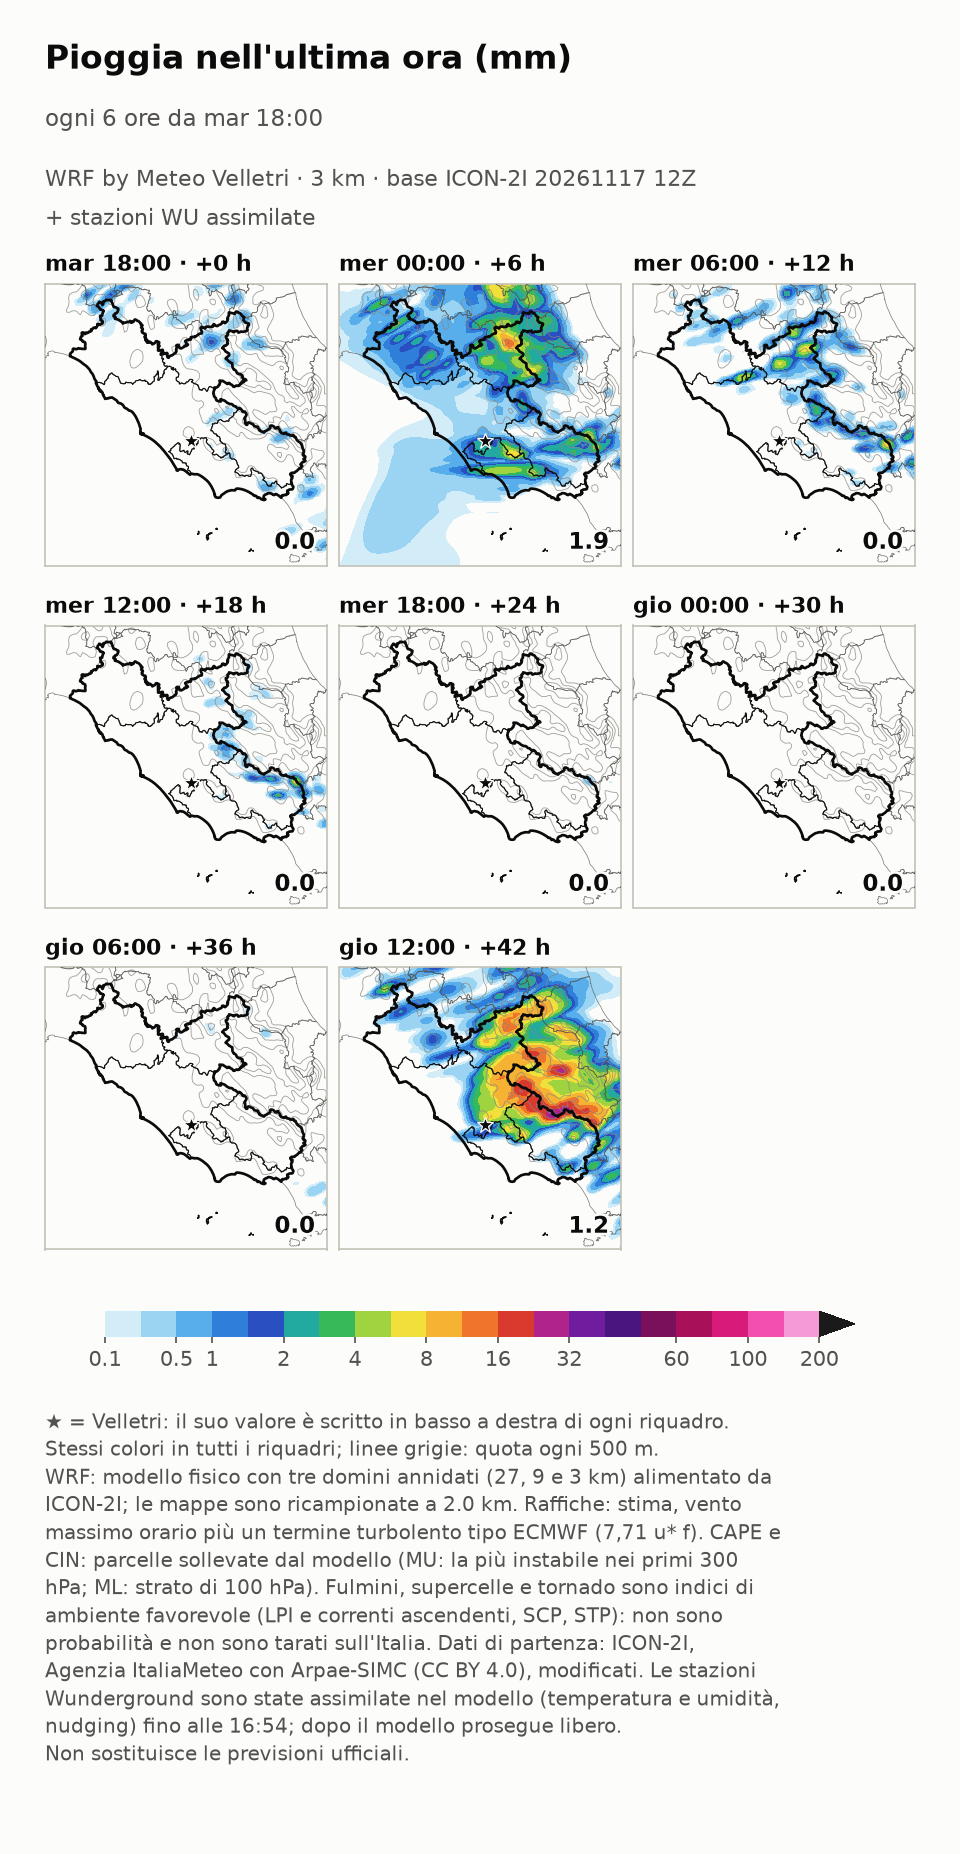 Pioggia nell'ultima ora (mm)
ogni 6 ore da mar 18:00
WRF by Meteo Velletri · 3 km · base ICON-2I 20261117 12Z
+ stazioni WU assimilate
mar 18:00 · +0 h
mer 00:00 · +6 h
mer 06:00 · +12 h
0.0
1.9
0.0
mer 12:00 · +18 h
mer 18:00 · +24 h
gio 00:00 · +30 h
0.0
0.0
0.0
gio 06:00 · +36 h
gio 12:00 · +42 h
0.0
1.2
0.1 0.5 1 2 4 8 16 32 60 100 200
★ = Velletri: il suo valore è scritto in basso a destra di ogni riquadro.
Stessi colori in tutti i riquadri; linee grigie: quota ogni 500 m.
WRF: modello fisico con tre domini annidati (27, 9 e 3 km) alimentato da
ICON-2I; le mappe sono ricampionate a 2.0 km. Raffiche: stima, vento
massimo orario più un termine turbolento tipo ECMWF (7,71 u* f). CAPE e
CIN: parcelle sollevate dal modello (MU: la più instabile nei primi 300
hPa; ML: strato di 100 hPa). Fulmini, supercelle e tornado sono indici di
ambiente favorevole (LPI e correnti ascendenti, SCP, STP): non sono
probabilità e non sono tarati sull'Italia. Dati di partenza: ICON-2I,
Agenzia ItaliaMeteo con Arpae-SIMC (CC BY 4.0), modificati. Le stazioni
Wunderground sono state assimilate nel modello (temperatura e umidità,
nudging) fino alle 16:54; dopo il modello prosegue libero.
Non sostituisce le previsioni ufficiali.